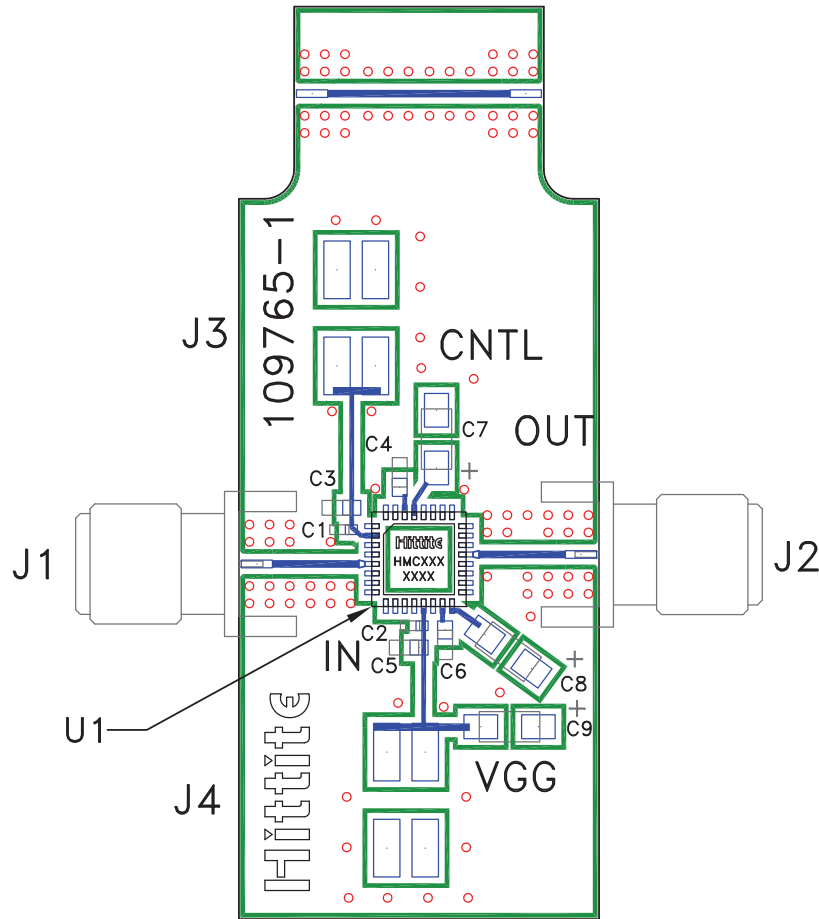 109765-1
J3
CNTL
OUT
C7
C4
C3
C1
+
Hittite
HMCXXX
XXXX
J1
J2
C2
IN
C5
C6
+
C8
+
C9
U1
VGG
J4
Hittite